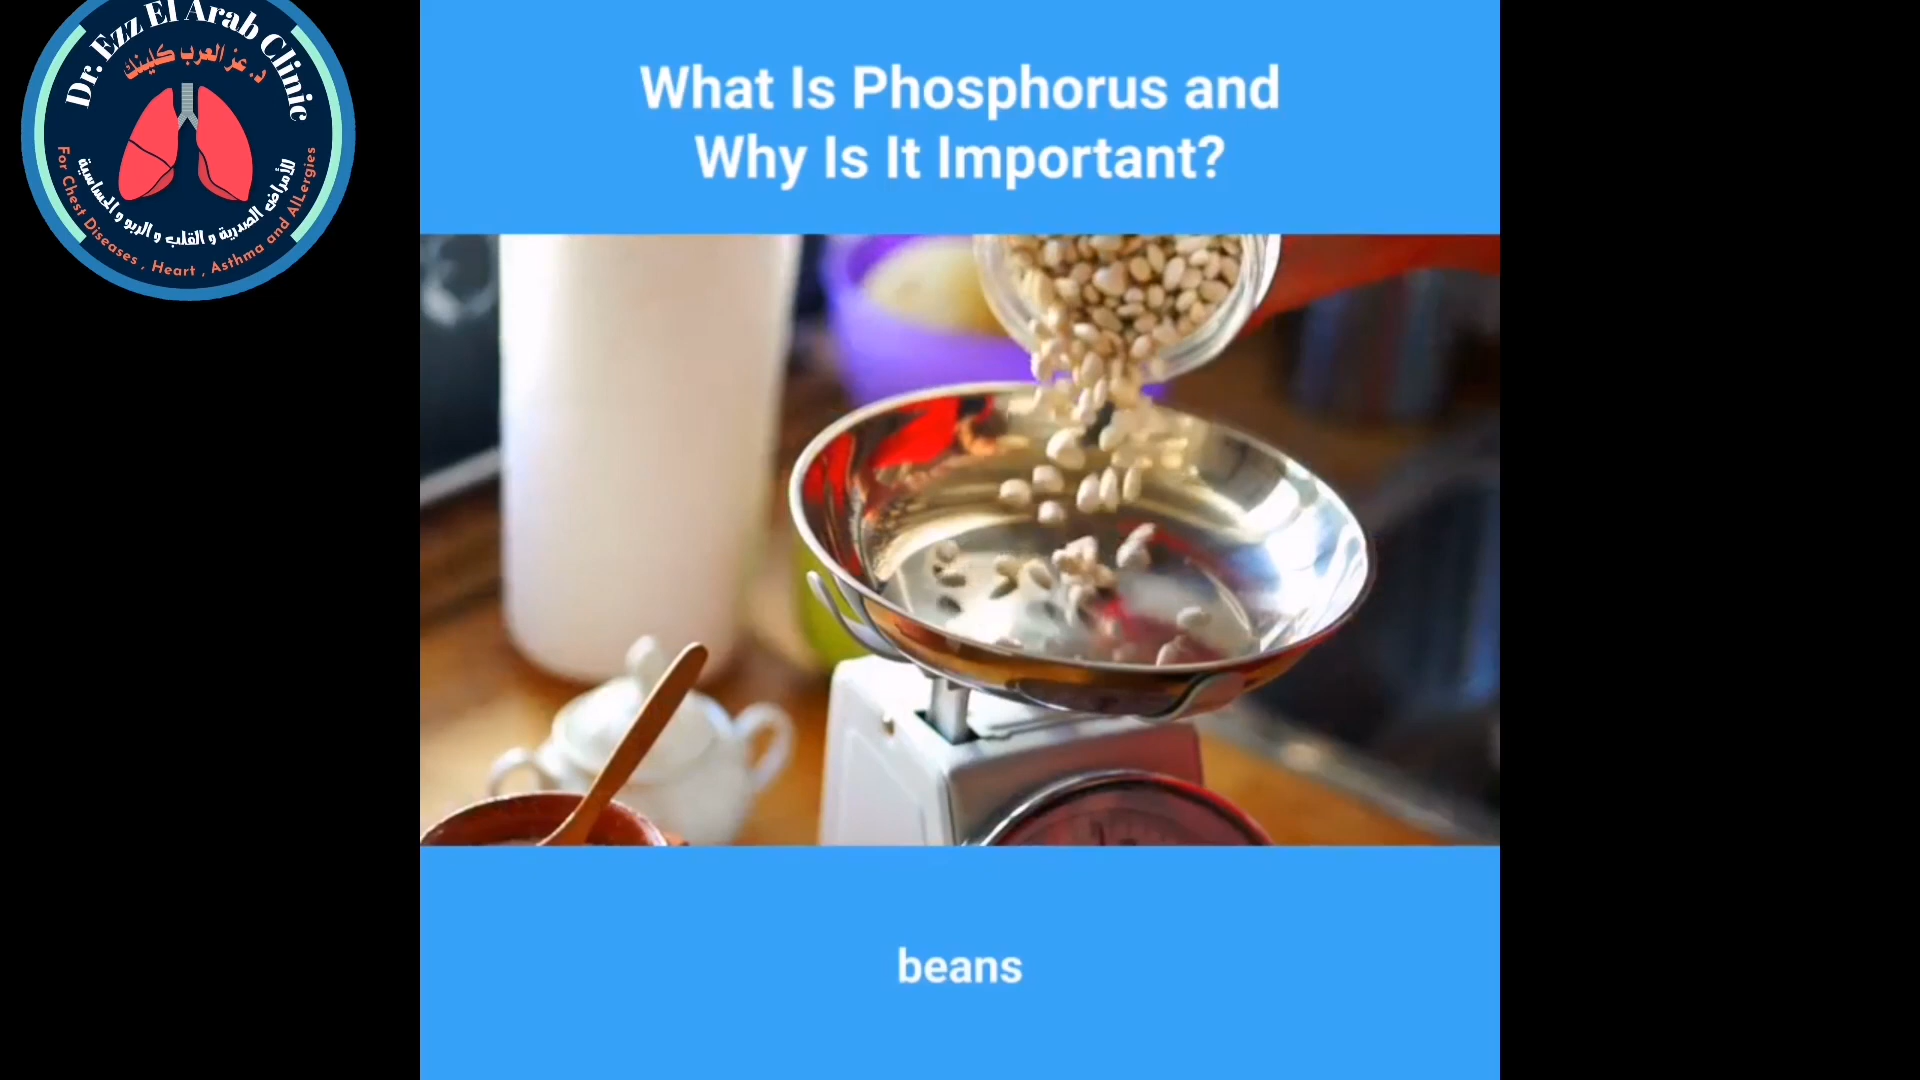 Dr. Ezz El Arab Clinic
د. عز العرب كلينك
للأمراض الصدرية و القلب و الربو و الحساسية
For Chest Diseases , Heart , Asthma and AlLergies
What Is Phosphorus and
Why Is It Important?
beans